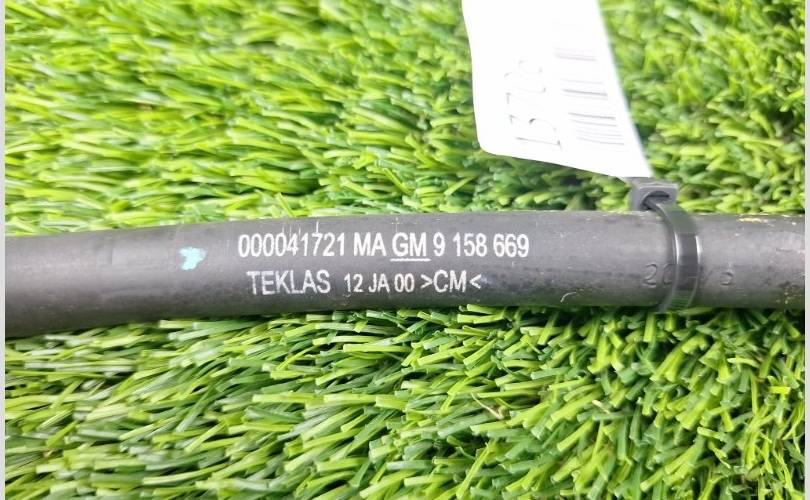 000041721 MA GM 9 158 669
TEKLAS 12 JA 00 >CM<